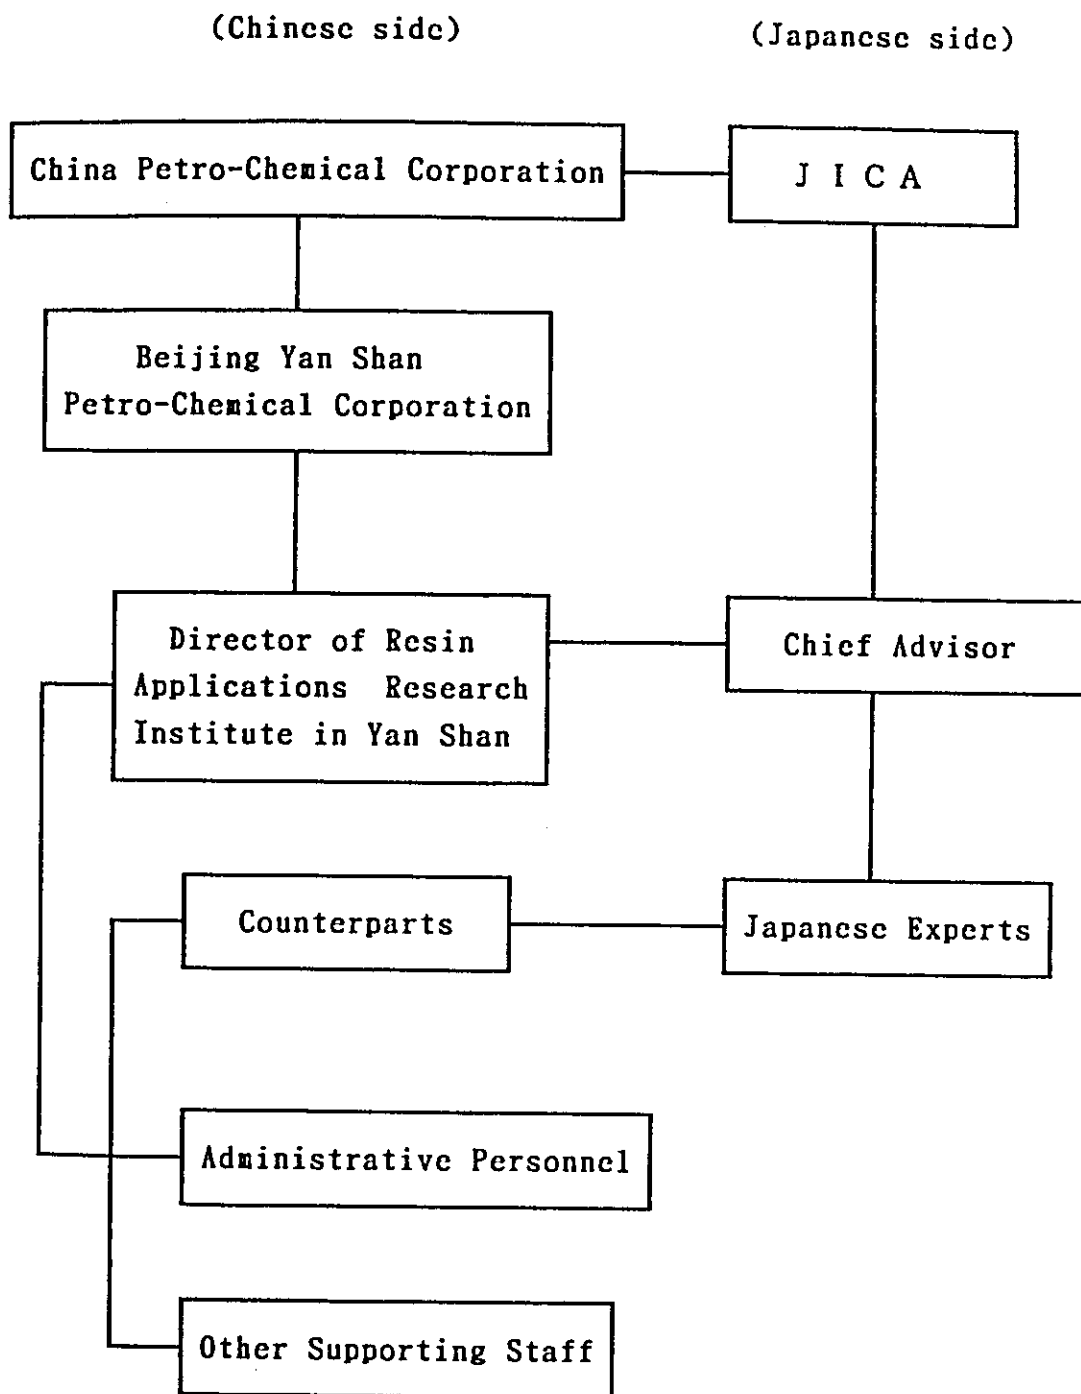 (Chinese side)
(Japanese side)
China Petro-Chemical Corporation
J I C A
Beijing Yan Shan
Petro-Chemical Corporation
Director of Resin
Applications Research
Institute in Yan Shan
Chief Advisor
Counterparts
Japanese Experts
Administrative Personnel
Other Supporting Staff